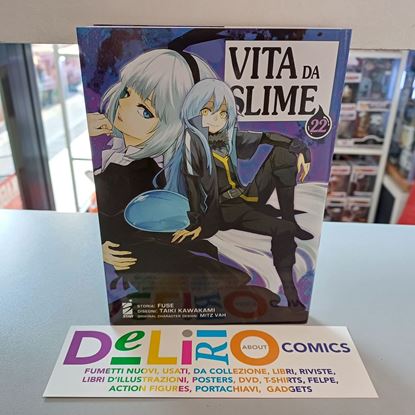 VITA DA
SLIME
22
STAR
STORIA: FUSE
DISEGNI: TAIKI KAWAKAMI
ORIGINAL CHARACTER DESIGN: MITZ VAH
DeLiRIO ABOUT COMICS
FUMETTI NUOVI, USATI, DA COLLEZIONE, LIBRI, RIVISTE,
LIBRI D'ILLUSTRAZIONI, POSTERS, DVD, T-SHIRTS, FELPE,
ACTION FIGURES, PORTACHIAVI, GADGETS